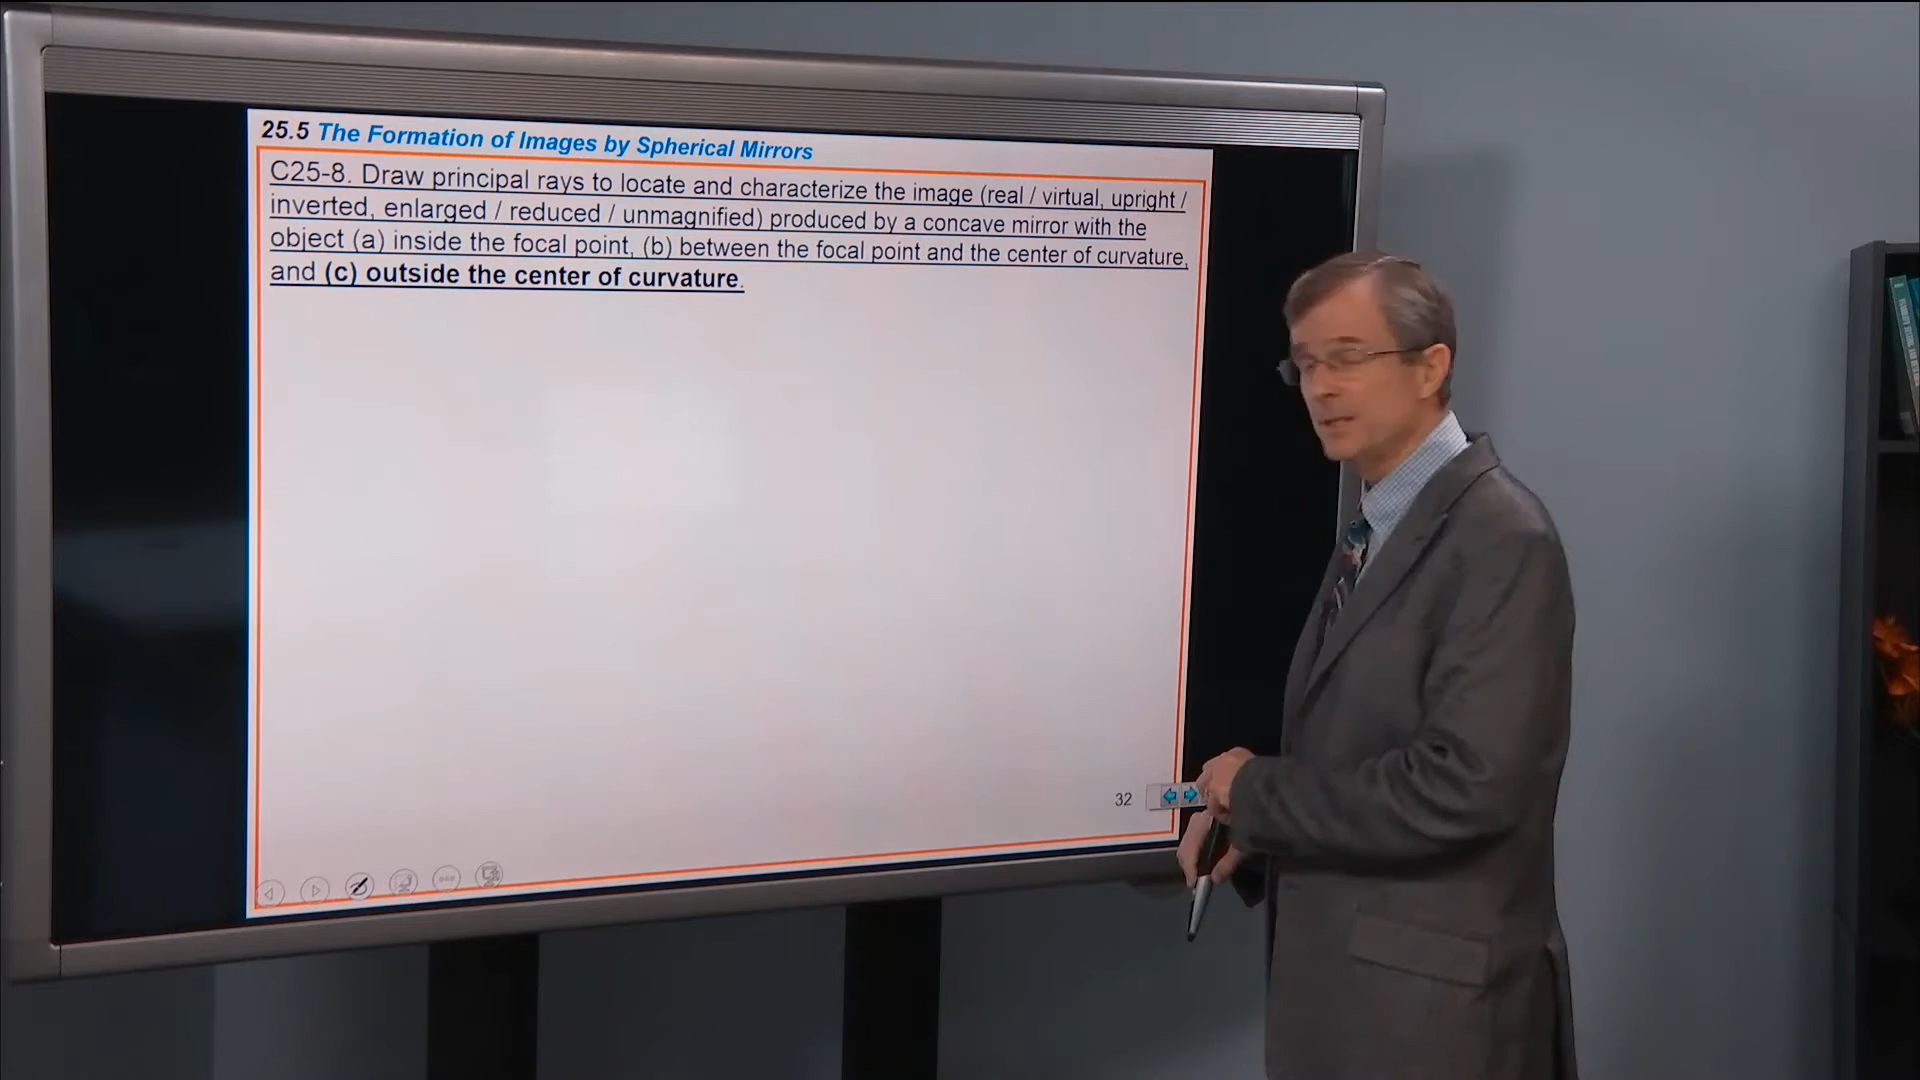 25.5 The Formation of Images by Spherical Mirrors
C25-8. Draw principal rays to locate and characterize the image (real / virtual, upright /
inverted, enlarged / reduced / unmagnified) produced by a concave mirror with the
object (a) inside the focal point, (b) between the focal point and the center of curvature,
and (c) outside the center of curvature.
32